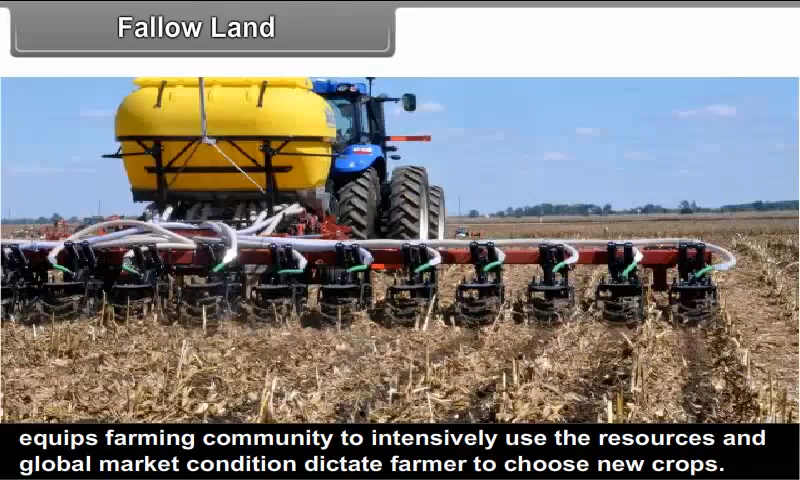 Fallow Land
equips farming community to intensively use the resources and
global market condition dictate farmer to choose new crops.